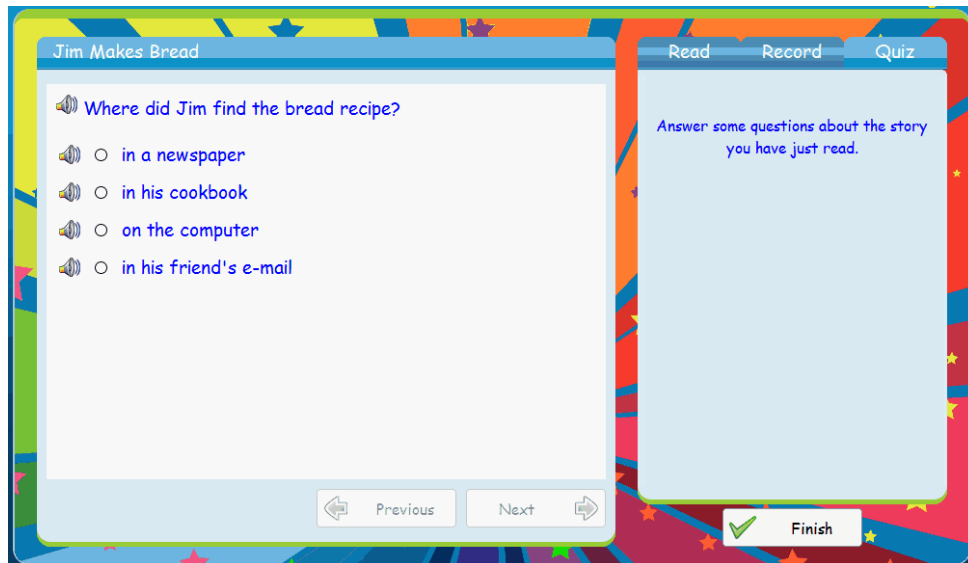 Jim Makes Bread
Where did Jim find the bread recipe?
in a newspaper
in his cookbook
on the computer
in his friend's e-mail
Previous
Next
Read
Record
Quiz
Answer some questions about the story
you have just read.
Finish